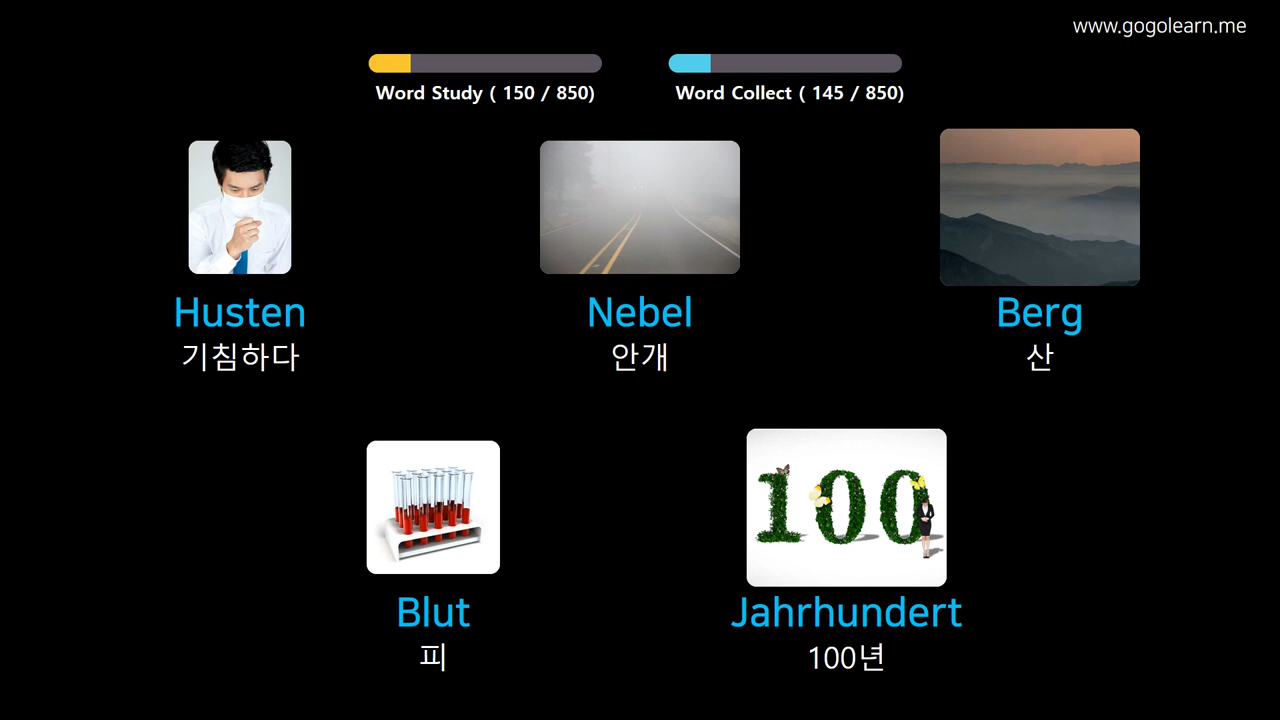 www.gogolearn.me
Word Study ( 150 / 850)
Word Collect ( 145 / 850)
Husten
기침하다
Nebel
안개
Berg
산
Blut
피
Jahrhundert
100년
100